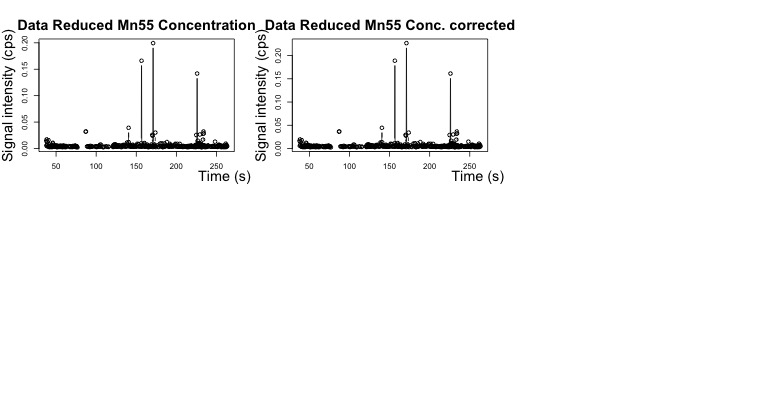 Data Reduced Mn55 Concentration
Signal intensity (cps)
0.20
0.15
0.10
0.05
0.00
50 100 150 200 250
Time (s)
Data Reduced Mn55 Conc. corrected
Signal intensity (cps)
0.20
0.15
0.10
0.05
0.00
50 100 150 200 250
Time (s)